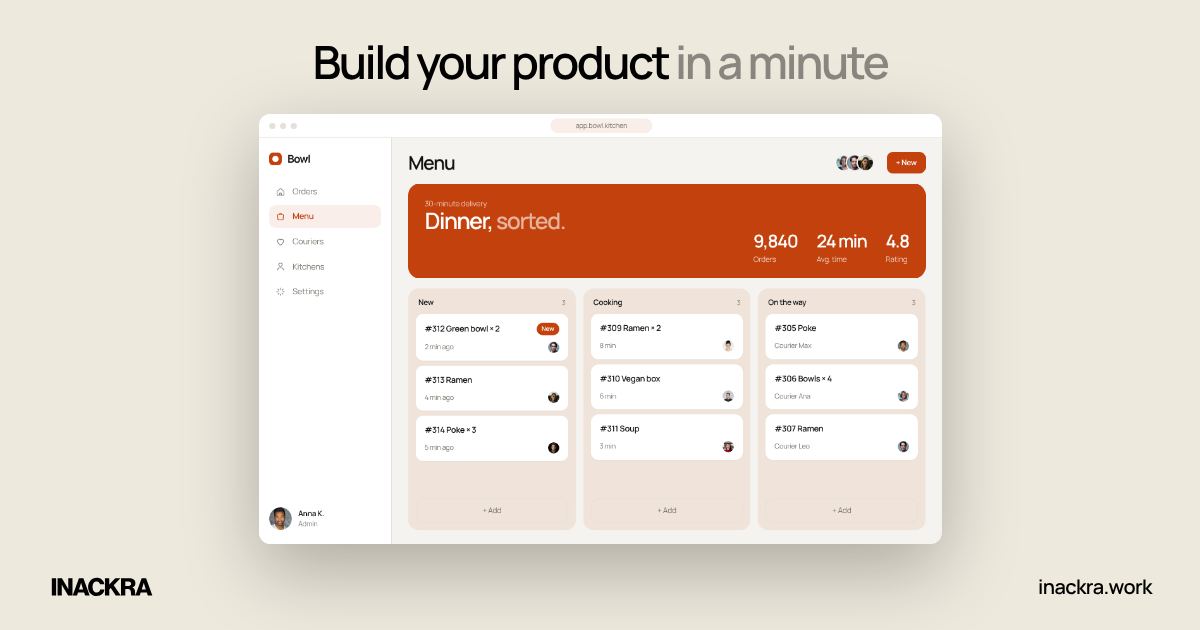 Build your product in a minute
app.bowl.kitchen
Bowl
Orders
Menu
Couriers
Kitchens
Settings
Anna K.
Admin
Menu
+ New
30-minute delivery
Dinner, sorted.
9,840
Orders
24 min
Avg. time
4.8
Rating
New 3
#312 Green bowl × 2
New
2 min ago
#313 Ramen
4 min ago
#314 Poke × 3
5 min ago
+ Add
Cooking 3
#309 Ramen × 2
8 min
#310 Vegan box
6 min
#311 Soup
3 min
+ Add
On the way 3
#305 Poke
Courier Max
#306 Bowls × 4
Courier Ana
#307 Ramen
Courier Leo
+ Add
INACKRA
inackra.work